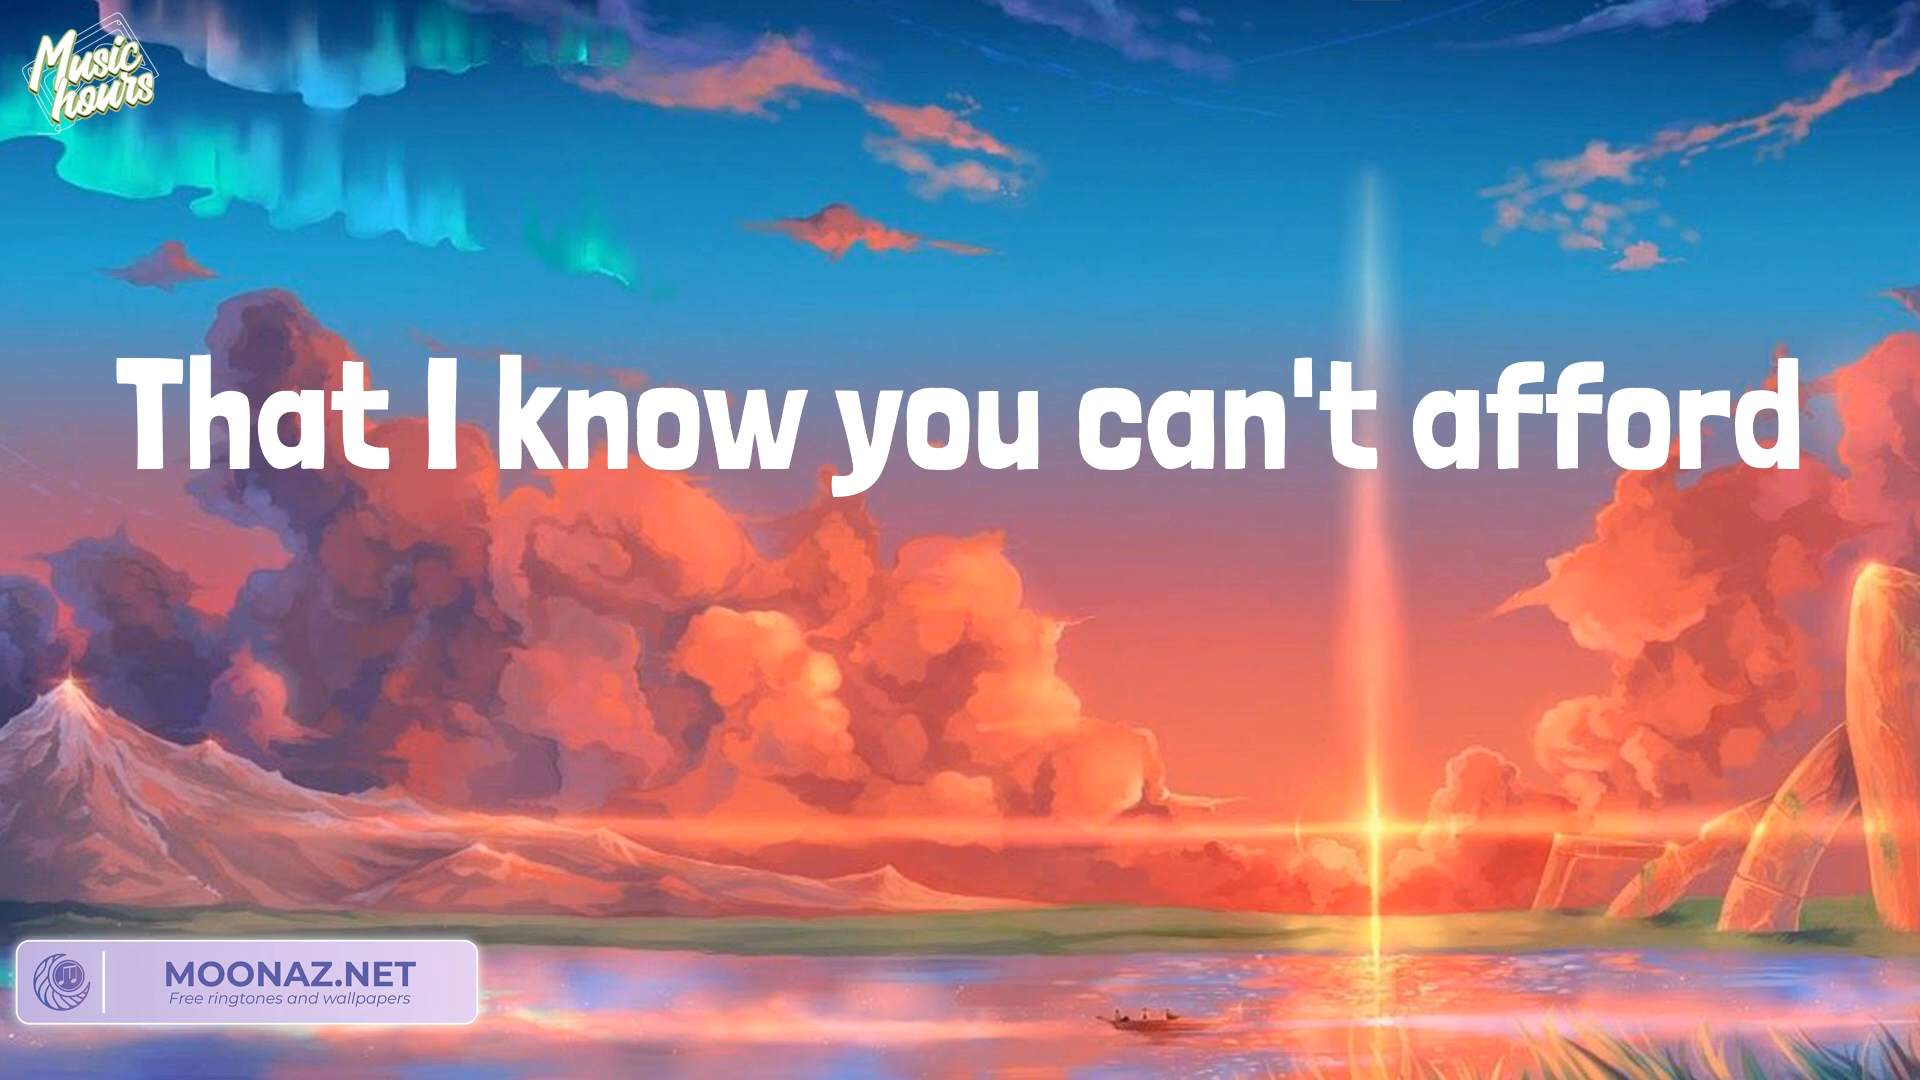 Music
hours
That I know you can't afford
MOONAZ.NET
Free ringtones and wallpapers